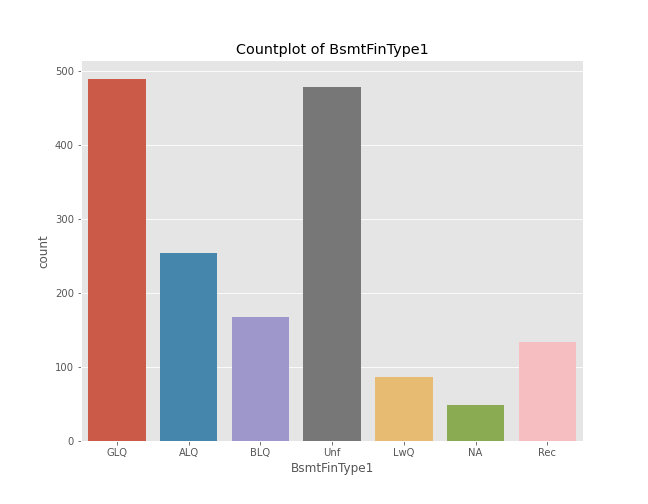 Countplot of BsmtFinType1
500
400
300
200
100
0
count
GLQ ALQ BLQ Unf LwQ NA Rec
BsmtFinType1